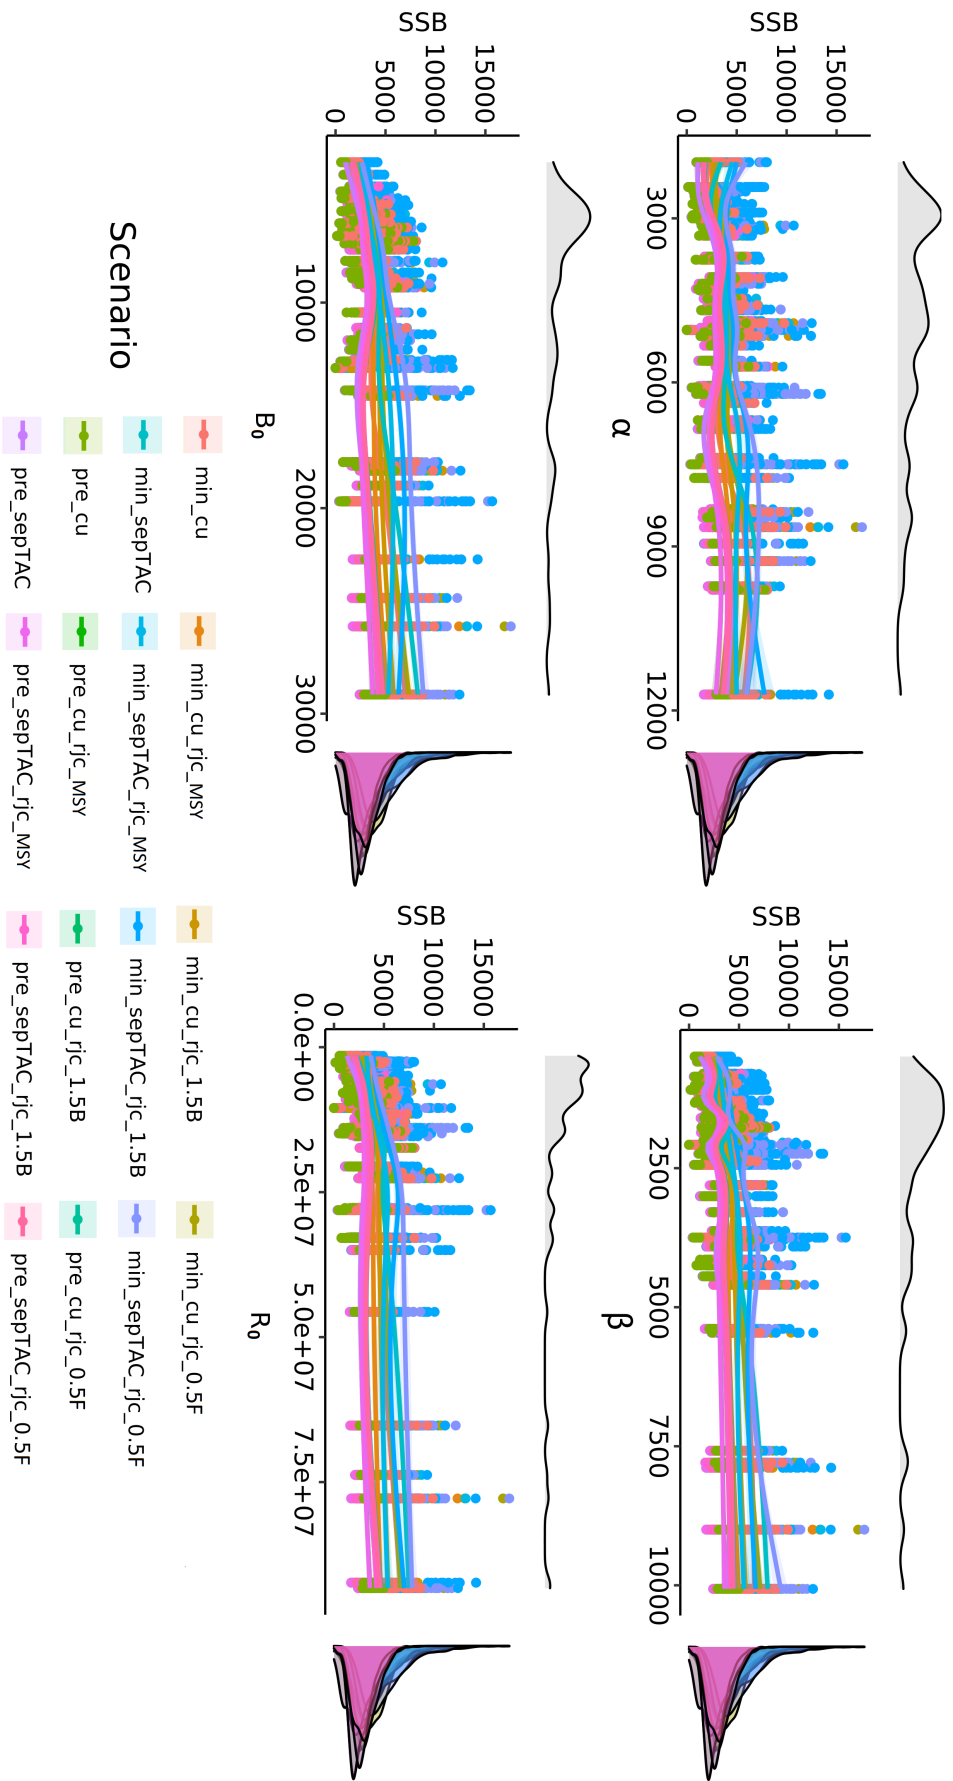 SSB
15000
10000
5000
0
3000
6000
9000
12000
α
SSB
15000
10000
5000
0
2500
5000
7500
10000
β
SSB
15000
10000
5000
0
10000
20000
30000
B₀
SSB
15000
10000
5000
0
0.0e+00
2.5e+07
5.0e+07
7.5e+07
R₀
Scenario
min_cu min_cu_rjc_MSY min_cu_rjc_1.5B min_cu_rjc_0.5F
min_sepTAC min_sepTAC_rjc_MSY min_sepTAC_rjc_1.5B min_sepTAC_rjc_0.5F
pre_cu pre_cu_rjc_MSY pre_cu_rjc_1.5B pre_cu_rjc_0.5F
pre_sepTAC pre_sepTAC_rjc_MSY pre_sepTAC_rjc_1.5B pre_sepTAC_rjc_0.5F